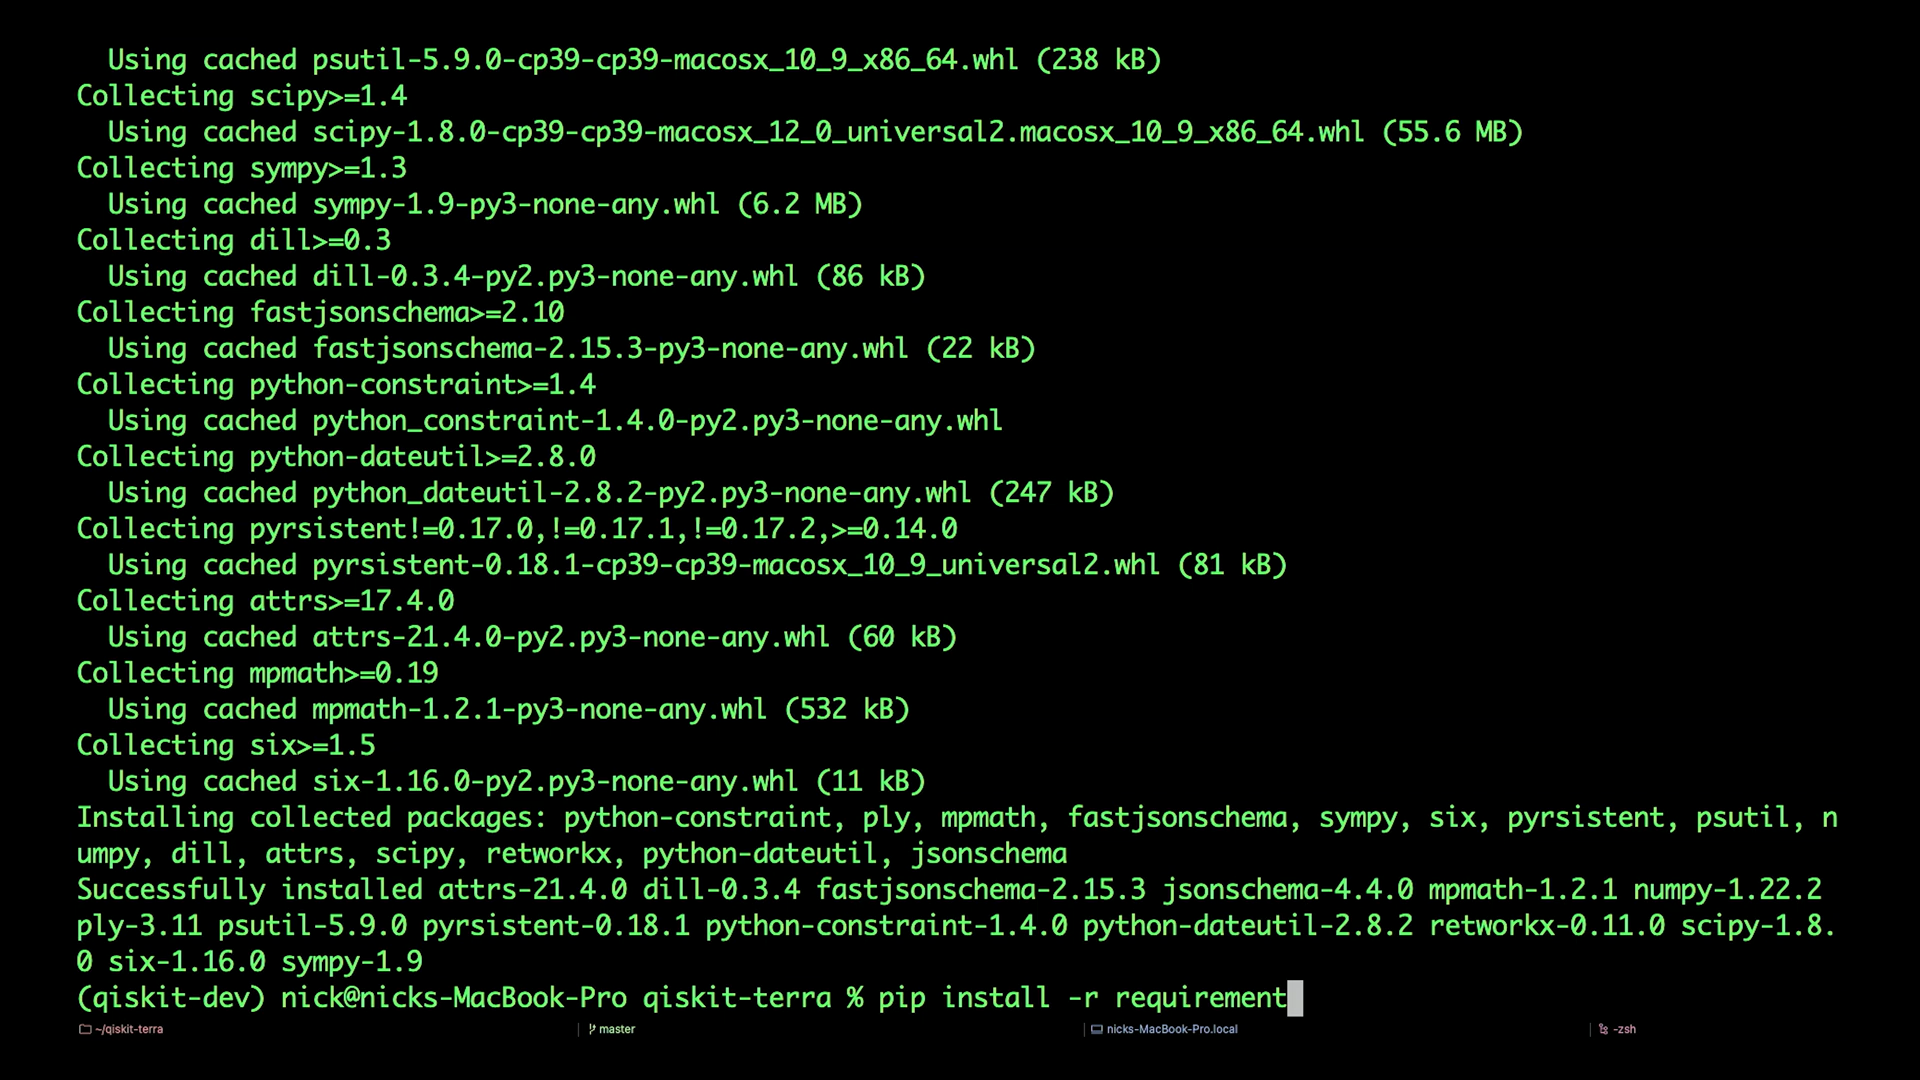 Using cached psutil-5.9.0-cp39-cp39-macosx_10_9_x86_64.whl (238 kB)
Collecting scipy>=1.4
Using cached scipy-1.8.0-cp39-cp39-macosx_12_0_universal2.macosx_10_9_x86_64.whl (55.6 MB)
Collecting sympy>=1.3
Using cached sympy-1.9-py3-none-any.whl (6.2 MB)
Collecting dill>=0.3
Using cached dill-0.3.4-py2.py3-none-any.whl (86 kB)
Collecting fastjsonschema>=2.10
Using cached fastjsonschema-2.15.3-py3-none-any.whl (22 kB)
Collecting python-constraint>=1.4
Using cached python_constraint-1.4.0-py2.py3-none-any.whl
Collecting python-dateutil>=2.8.0
Using cached python_dateutil-2.8.2-py2.py3-none-any.whl (247 kB)
Collecting pyrsistent!=0.17.0,!=0.17.1,!=0.17.2,>=0.14.0
Using cached pyrsistent-0.18.1-cp39-cp39-macosx_10_9_universal2.whl (81 kB)
Collecting attrs>=17.4.0
Using cached attrs-21.4.0-py2.py3-none-any.whl (60 kB)
Collecting mpmath>=0.19
Using cached mpmath-1.2.1-py3-none-any.whl (532 kB)
Collecting six>=1.5
Using cached six-1.16.0-py2.py3-none-any.whl (11 kB)
Installing collected packages: python-constraint, ply, mpmath, fastjsonschema, sympy, six, pyrsistent, psutil, n
umpy, dill, attrs, scipy, retworkx, python-dateutil, jsonschema
Successfully installed attrs-21.4.0 dill-0.3.4 fastjsonschema-2.15.3 jsonschema-4.4.0 mpmath-1.2.1 numpy-1.22.2
ply-3.11 psutil-5.9.0 pyrsistent-0.18.1 python-constraint-1.4.0 python-dateutil-2.8.2 retworkx-0.11.0 scipy-1.8.
0 six-1.16.0 sympy-1.9
(qiskit-dev) nick@nicks-MacBook-Pro qiskit-terra % pip install -r requirement
~/qiskit-terra master nicks-MacBook-Pro.local -zsh